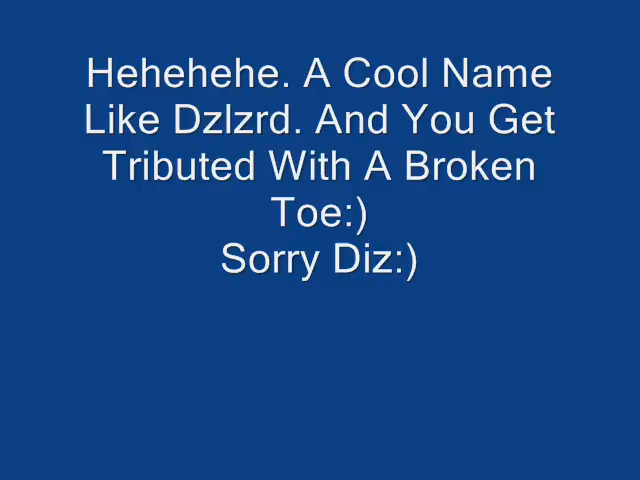 Hehehehe. A Cool Name
Like Dzlzrd. And You Get
Tributed With A Broken
Toe:)
Sorry Diz:)